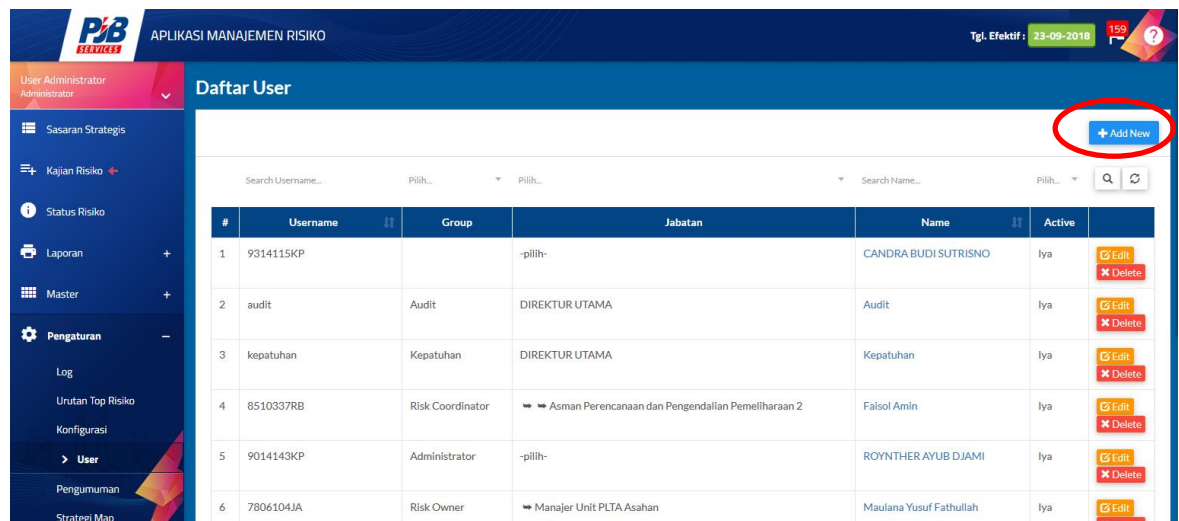 PJB
SERVICES
APLIKASI MANAJEMEN RISIKO
Tgl. Efektif : 23-09-2018
159
?
User Administrator
Administrator
Daftar User
Sasaran Strategis
Kajian Risiko
Status Risiko
Laporan +
Master +
Pengaturan –
Log
Urutan Top Risiko
Konfigurasi
> User
Pengumuman
Strategi Map
+ Add New
Search Username... Pilih... Pilih... Search Name... Pilih...
# Username Group Jabatan Name Active
1 9314115KP -pilih- CANDRA BUDI SUTRISNO Iya Edit
Delete
2 audit Audit DIREKTUR UTAMA Audit Iya Edit
Delete
3 kepatuhan Kepatuhan DIREKTUR UTAMA Kepatuhan Iya Edit
Delete
4 8510337RB Risk Coordinator ➥ ➥ Asman Perencanaan dan Pengendalian Pemeliharaan 2 Faisol Amin Iya Edit
Delete
5 9014143KP Administrator -pilih- ROYNTHER AYUB DJAMI Iya Edit
Delete
6 7806104JA Risk Owner ➥ Manajer Unit PLTA Asahan Maulana Yusuf Fathullah Iya Edit